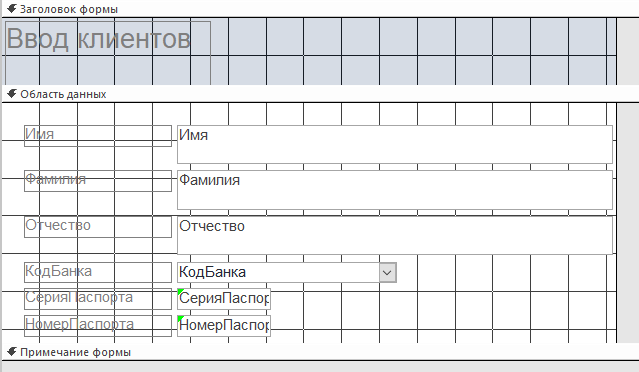 Заголовок формы
Ввод клиентов
Область данных
Имя Имя
Фамилия Фамилия
Отчество Отчество
КодБанка КодБанка
СерияПаспорта СерияПаспор
НомерПаспорта НомерПаспор
Примечание формы